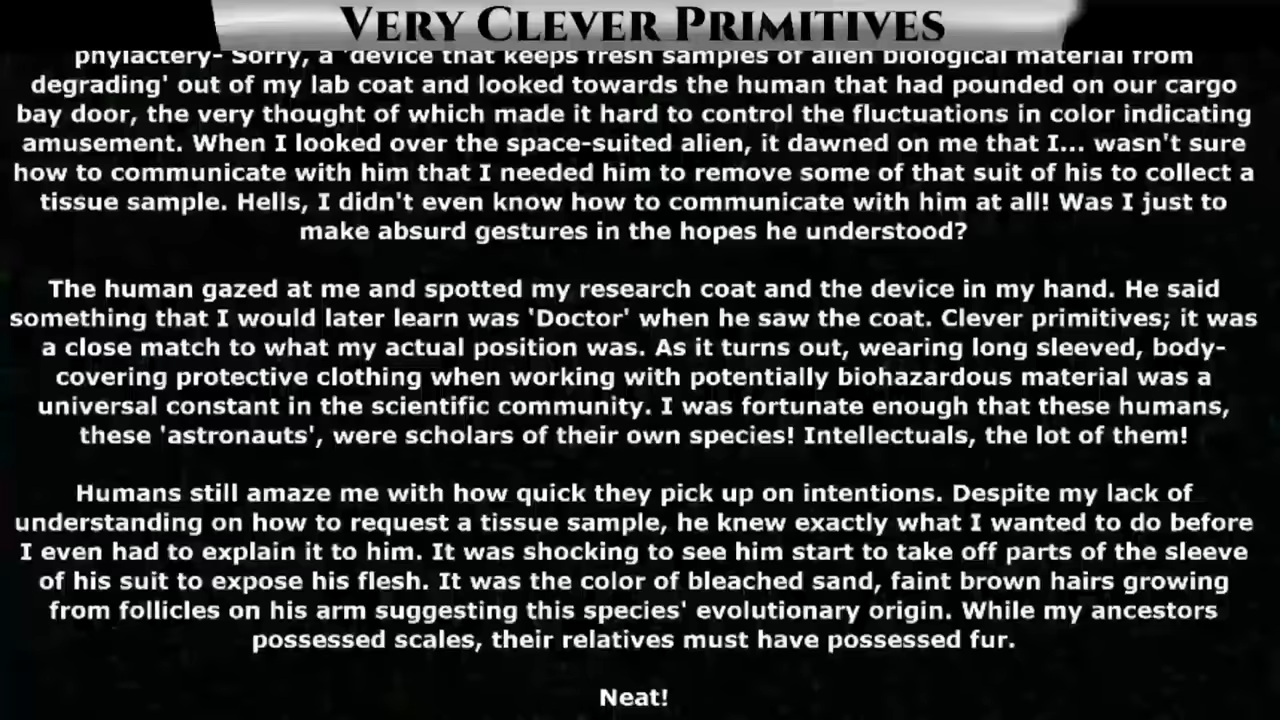 VERY CLEVER PRIMITIVES
phylactery- Sorry, a 'device that keeps fresh samples of alien biological material from
degrading' out of my lab coat and looked towards the human that had pounded on our cargo
bay door, the very thought of which made it hard to control the fluctuations in color indicating
amusement. When I looked over the space-suited alien, it dawned on me that I... wasn't sure
how to communicate with him that I needed him to remove some of that suit of his to collect a
tissue sample. Hells, I didn't even know how to communicate with him at all! Was I just to
make absurd gestures in the hopes he understood?
The human gazed at me and spotted my research coat and the device in my hand. He said
something that I would later learn was 'Doctor' when he saw the coat. Clever primitives; it was
a close match to what my actual position was. As it turns out, wearing long sleeved, body-
covering protective clothing when working with potentially biohazardous material was a
universal constant in the scientific community. I was fortunate enough that these humans,
these 'astronauts', were scholars of their own species! Intellectuals, the lot of them!
Humans still amaze me with how quick they pick up on intentions. Despite my lack of
understanding on how to request a tissue sample, he knew exactly what I wanted to do before
I even had to explain it to him. It was shocking to see him start to take off parts of the sleeve
of his suit to expose his flesh. It was the color of bleached sand, faint brown hairs growing
from follicles on his arm suggesting this species' evolutionary origin. While my ancestors
possessed scales, their relatives must have possessed fur.
Neat!